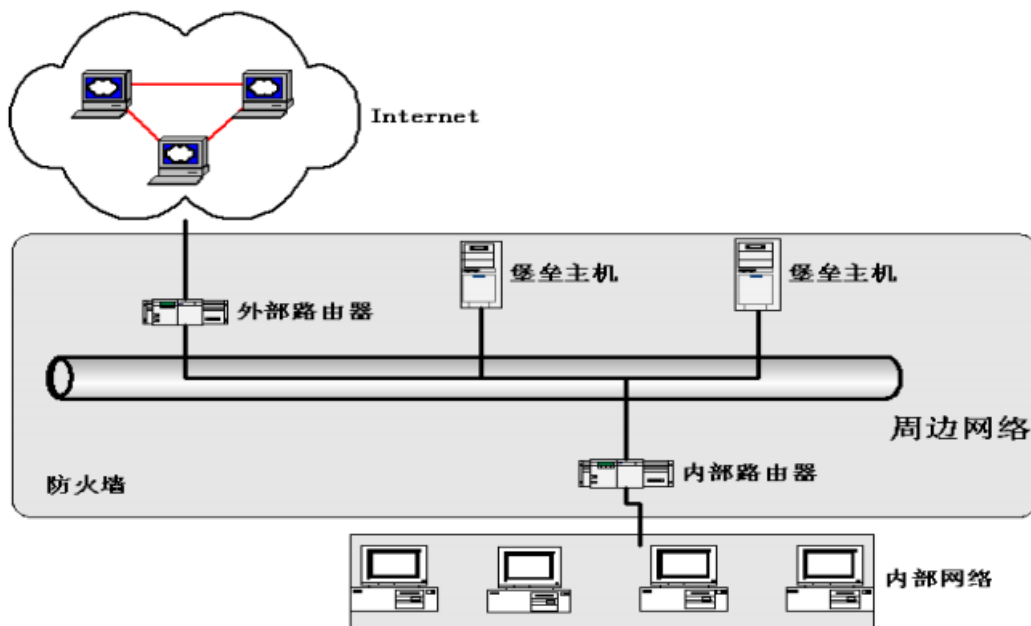 Internet
堡垒主机
堡垒主机
外部路由器
周边网络
内部路由器
防火墙
内部网络